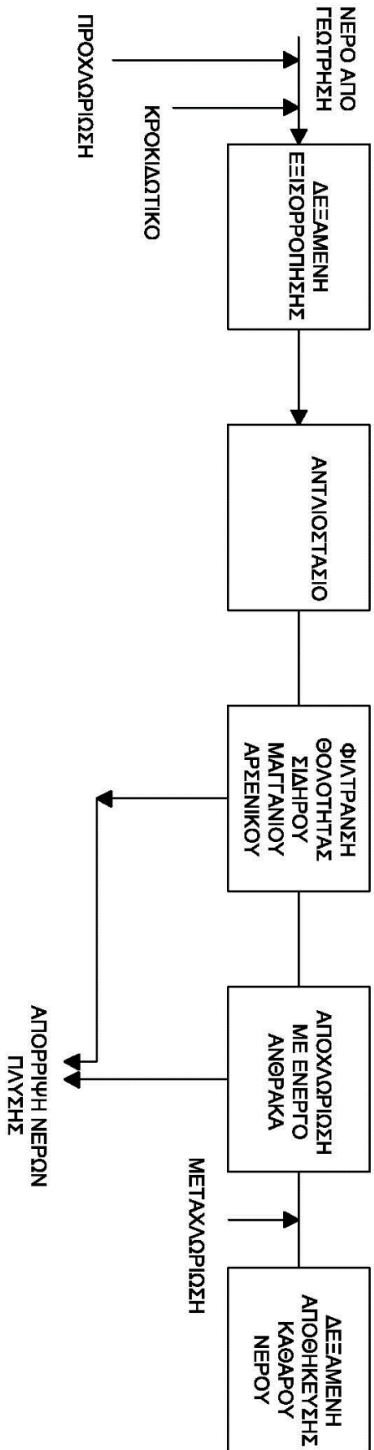 ΝΕΡΟ ΑΠΟ
ΓΕΩΤΡΗΣΗ
ΠΡΟΧΛΩΡΙΩΣΗ
ΚΡΟΚΙΔΩΤΙΚΟ
ΔΕΞΑΜΕΝΗ
ΕΞΙΣΟΡΡΟΠΗΣΗΣ
ΑΝΤΛΙΟΣΤΑΣΙΟ
ΦΙΛΤΡΑΝΣΗ
ΘΟΛΟΤΗΤΑΣ
ΣΙΔΗΡΟΥ
ΜΑΓΓΑΝΙΟΥ
ΑΡΣΕΝΙΚΟΥ
ΑΠΟΧΛΩΡΙΩΣΗ
ΜΕ ΕΝΕΡΓΟ
ΑΝΘΡΑΚΑ
ΑΠΟΡΡΙΨΗ ΝΕΡΩΝ
ΠΛΥΣΗΣ
ΜΕΤΑΧΛΩΡΙΩΣΗ
ΔΕΞΑΜΕΝΗ
ΑΠΟΘΗΚΕΥΣΗΣ
ΚΑΘΑΡΟΥ
ΝΕΡΟΥ